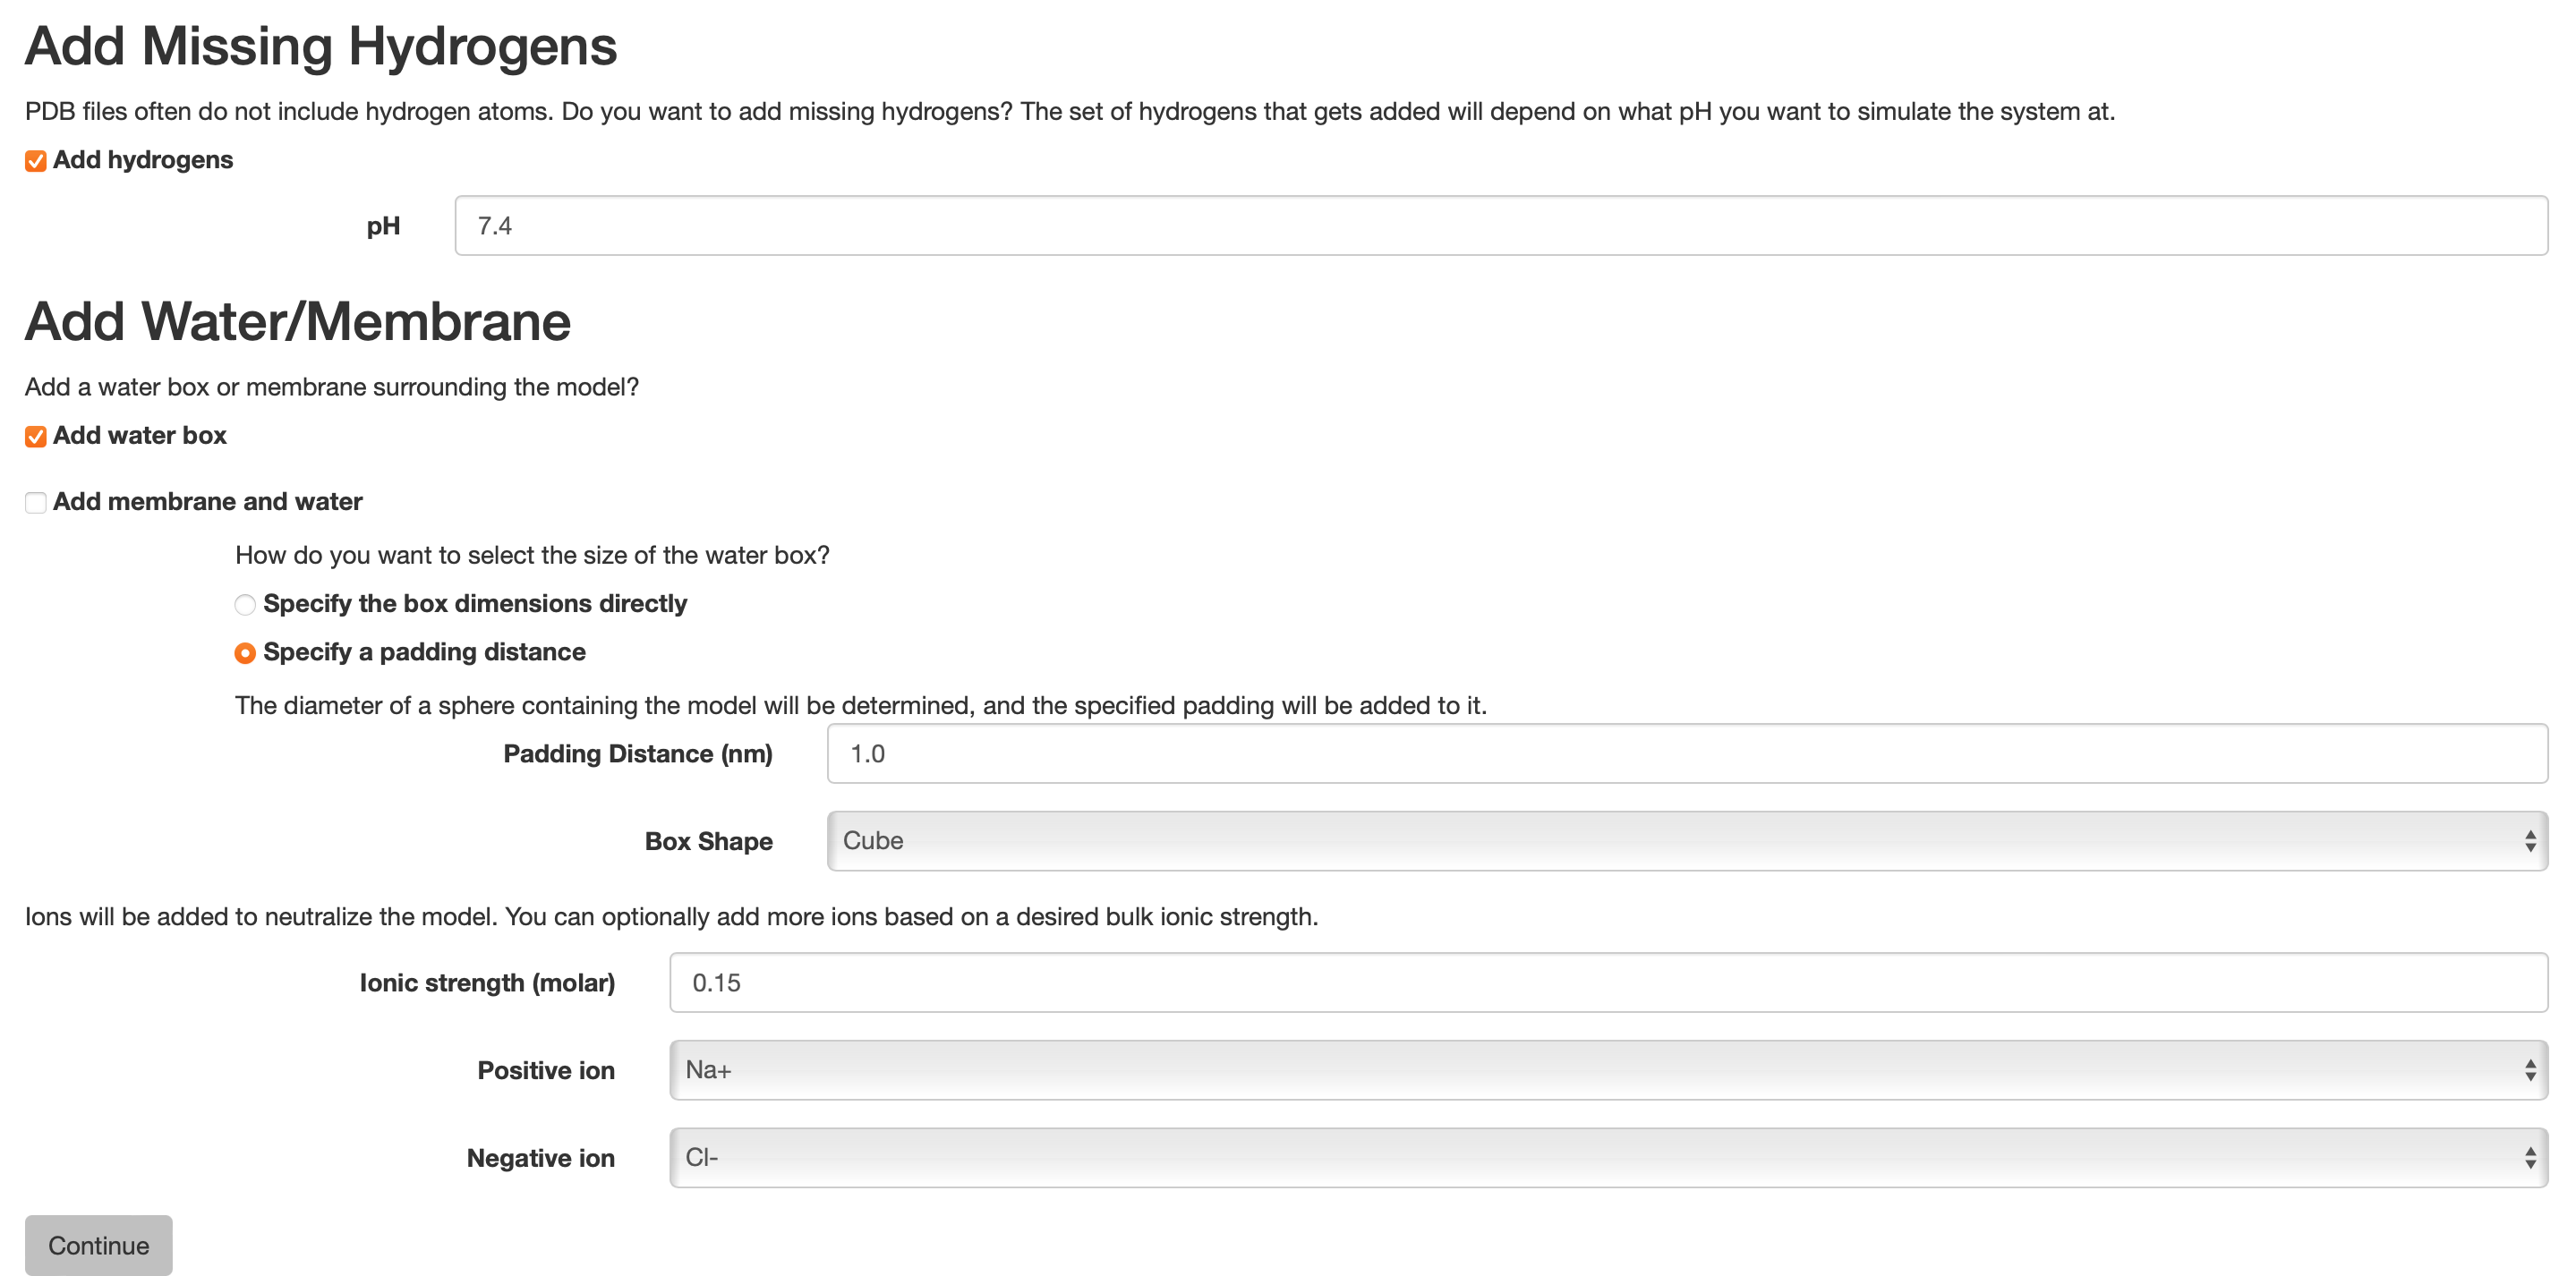 Add Missing Hydrogens
PDB files often do not include hydrogen atoms. Do you want to add missing hydrogens? The set of hydrogens that gets added will depend on what pH you want to simulate the system at.
Add hydrogens
pH 7.4
Add Water/Membrane
Add a water box or membrane surrounding the model?
Add water box
Add membrane and water
How do you want to select the size of the water box?
Specify the box dimensions directly
Specify a padding distance
The diameter of a sphere containing the model will be determined, and the specified padding will be added to it.
Padding Distance (nm) 1.0
Box Shape Cube
Ions will be added to neutralize the model. You can optionally add more ions based on a desired bulk ionic strength.
Ionic strength (molar) 0.15
Positive ion Na+
Negative ion Cl-
Continue